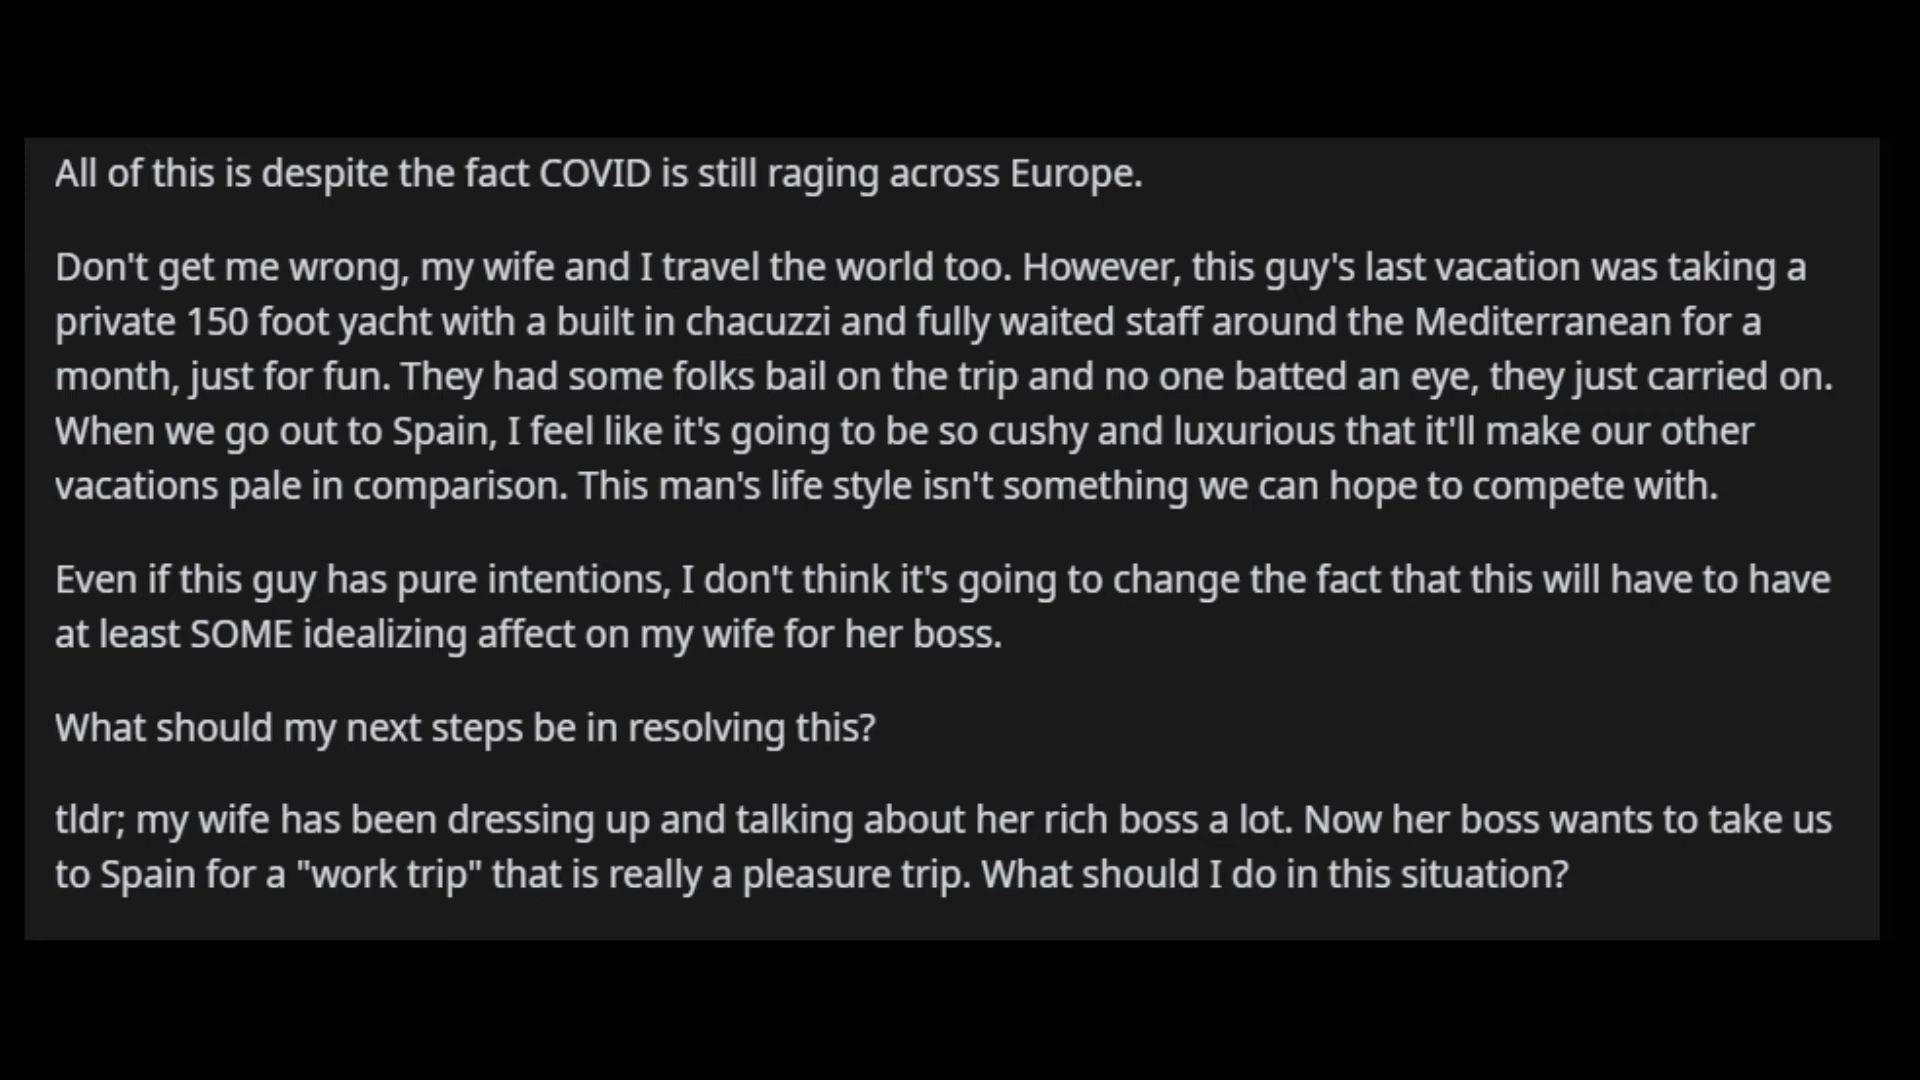 All of this is despite the fact COVID is still raging across Europe.
Don't get me wrong, my wife and I travel the world too. However, this guy's last vacation was taking a
private 150 foot yacht with a built in chacuzzi and fully waited staff around the Mediterranean for a
month, just for fun. They had some folks bail on the trip and no one batted an eye, they just carried on.
When we go out to Spain, I feel like it's going to be so cushy and luxurious that it'll make our other
vacations pale in comparison. This man's life style isn't something we can hope to compete with.
Even if this guy has pure intentions, I don't think it's going to change the fact that this will have to have
at least SOME idealizing affect on my wife for her boss.
What should my next steps be in resolving this?
tldr; my wife has been dressing up and talking about her rich boss a lot. Now her boss wants to take us
to Spain for a "work trip" that is really a pleasure trip. What should I do in this situation?